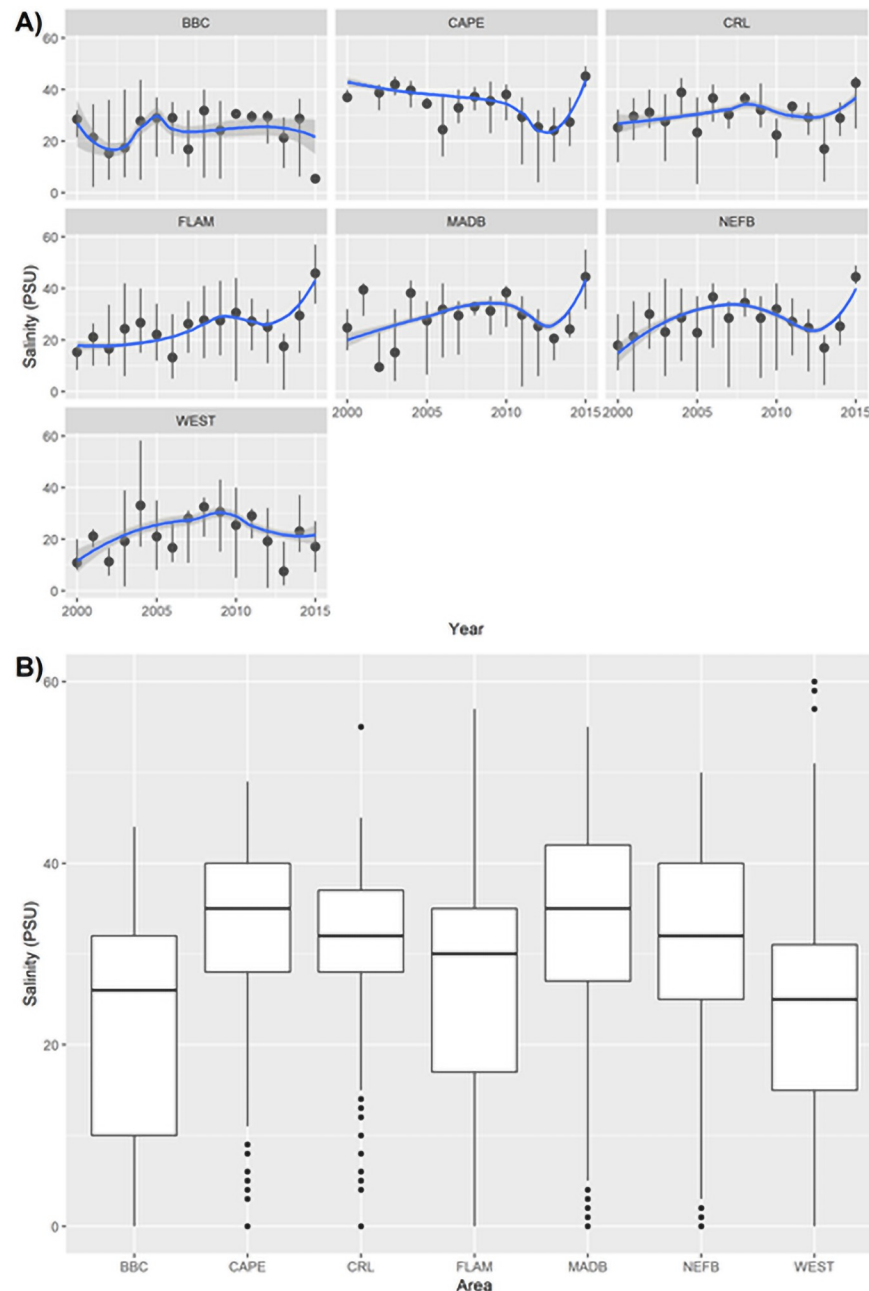 A)
BBC CAPE CRL
60
40
20
0
FLAM MADB NEFB
Salinity (PSU)
60
40
20
0
2000 2005 2010 2015 2000 2005 2010 2015
WEST
60
40
20
0
2000 2005 2010 2015
Year
B)
60
40
20
0
Salinity (PSU)
BBC CAPE CRL FLAM MADB NEFB WEST
Area